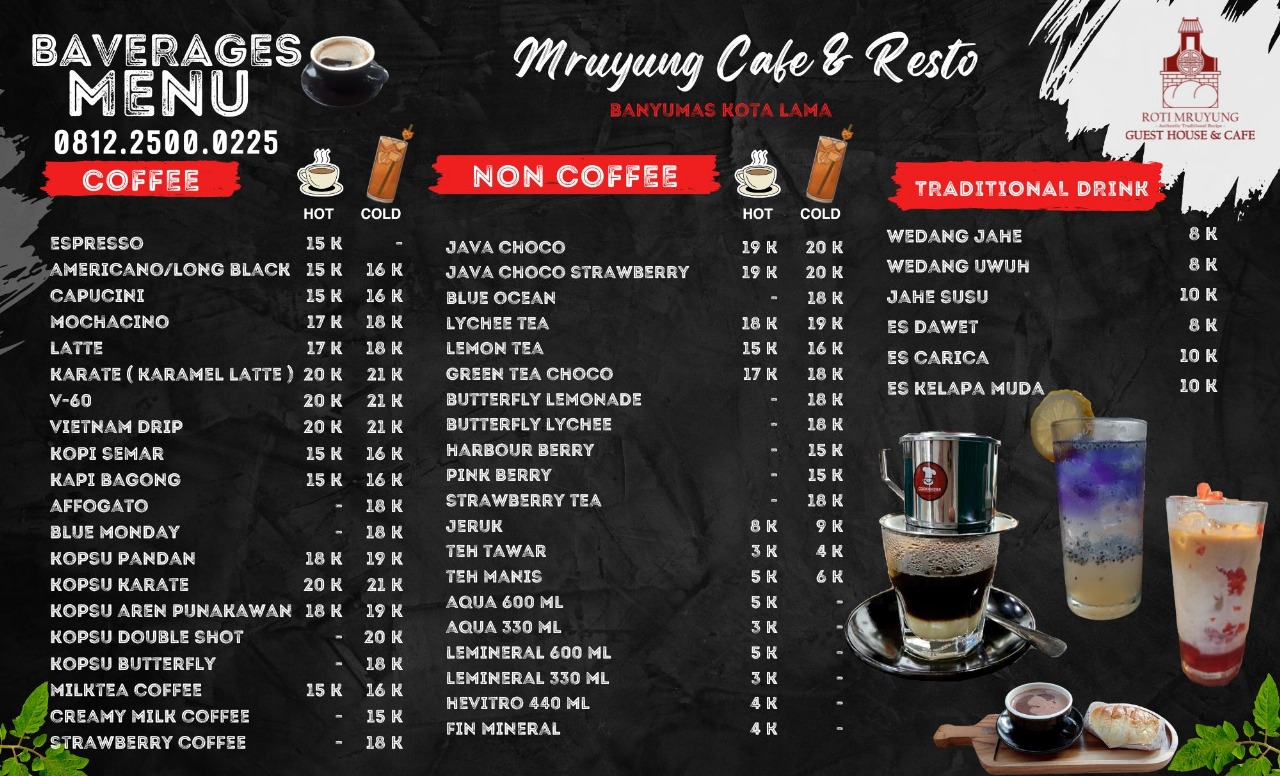 BAVERAGES
MENU
0812.2500.0225
Mruyung Cafe & Resto
BANYUMAS KOTA LAMA
ROTI MRUYUNG
- Authentic Traditional Recipe -
GUEST HOUSE & CAFE
COFFEE
HOT COLD
ESPRESSO 15 K -
AMERICANO/LONG BLACK 15 K 16 K
CAPUCINI 15 K 16 K
MOCHACINO 17 K 18 K
LATTE 17 K 18 K
KARATE ( KARAMEL LATTE ) 20 K 21 K
V-60 20 K 21 K
VIETNAM DRIP 20 K 21 K
KOPI SEMAR 15 K 16 K
KAPI BAGONG 15 K 16 K
AFFOGATO - 18 K
BLUE MONDAY - 18 K
KOPSU PANDAN 18 K 19 K
KOPSU KARATE 20 K 21 K
KOPSU AREN PUNAKAWAN 18 K 19 K
KOPSU DOUBLE SHOT - 20 K
KOPSU BUTTERFLY - 18 K
MILKTEA COFFEE 15 K 16 K
CREAMY MILK COFFEE - 15 K
STRAWBERRY COFFEE - 18 K
NON COFFEE
HOT COLD
JAVA CHOCO 19 K 20 K
JAVA CHOCO STRAWBERRY 19 K 20 K
BLUE OCEAN - 18 K
LYCHEE TEA 18 K 19 K
LEMON TEA 15 K 16 K
GREEN TEA CHOCO 17 K 18 K
BUTTERFLY LEMONADE - 18 K
BUTTERFLY LYCHEE - 18 K
HARBOUR BERRY - 15 K
PINK BERRY - 15 K
STRAWBERRY TEA - 18 K
JERUK 8 K 9 K
TEH TAWAR 3 K 4 K
TEH MANIS 5 K 6 K
AQUA 600 ML 5 K -
AQUA 330 ML 3 K -
LEMINERAL 600 ML 5 K -
LEMINERAL 330 ML 3 K -
HEVITRO 440 ML 4 K -
FIN MINERAL 4 K -
TRADITIONAL DRINK
WEDANG JAHE 8 K
WEDANG UWUH 8 K
JAHE SUSU 10 K
ES DAWET 8 K
ES CARICA 10 K
ES KELAPA MUDA 10 K